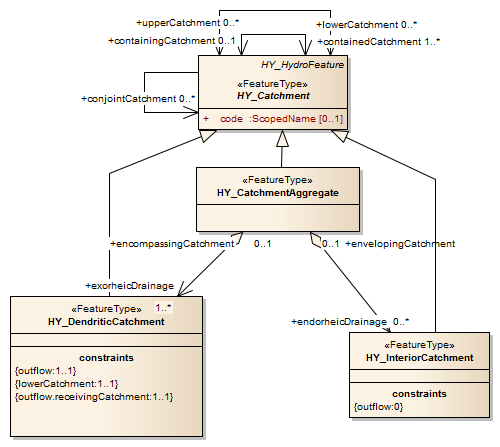 +upperCatchment 0..*
+lowerCatchment 0..*
+containingCatchment 0..1
+containedCatchment 1..*
HY_HydroFeature
«FeatureType»
HY_Catchment
+conjointCatchment 0..*
+ code :ScopedName [0..1]
«FeatureType»
HY_CatchmentAggregate
+encompassingCatchment 0..1
0..1 +envelopingCatchment
+exorheicDrainage
1..*
+endorheicDrainage 0..*
«FeatureType»
HY_DendriticCatchment
constraints
{outflow:1..1}
{lowerCatchment:1..1}
{outflow.receivingCatchment:1..1}
«FeatureType»
HY_InteriorCatchment
constraints
{outflow:0}